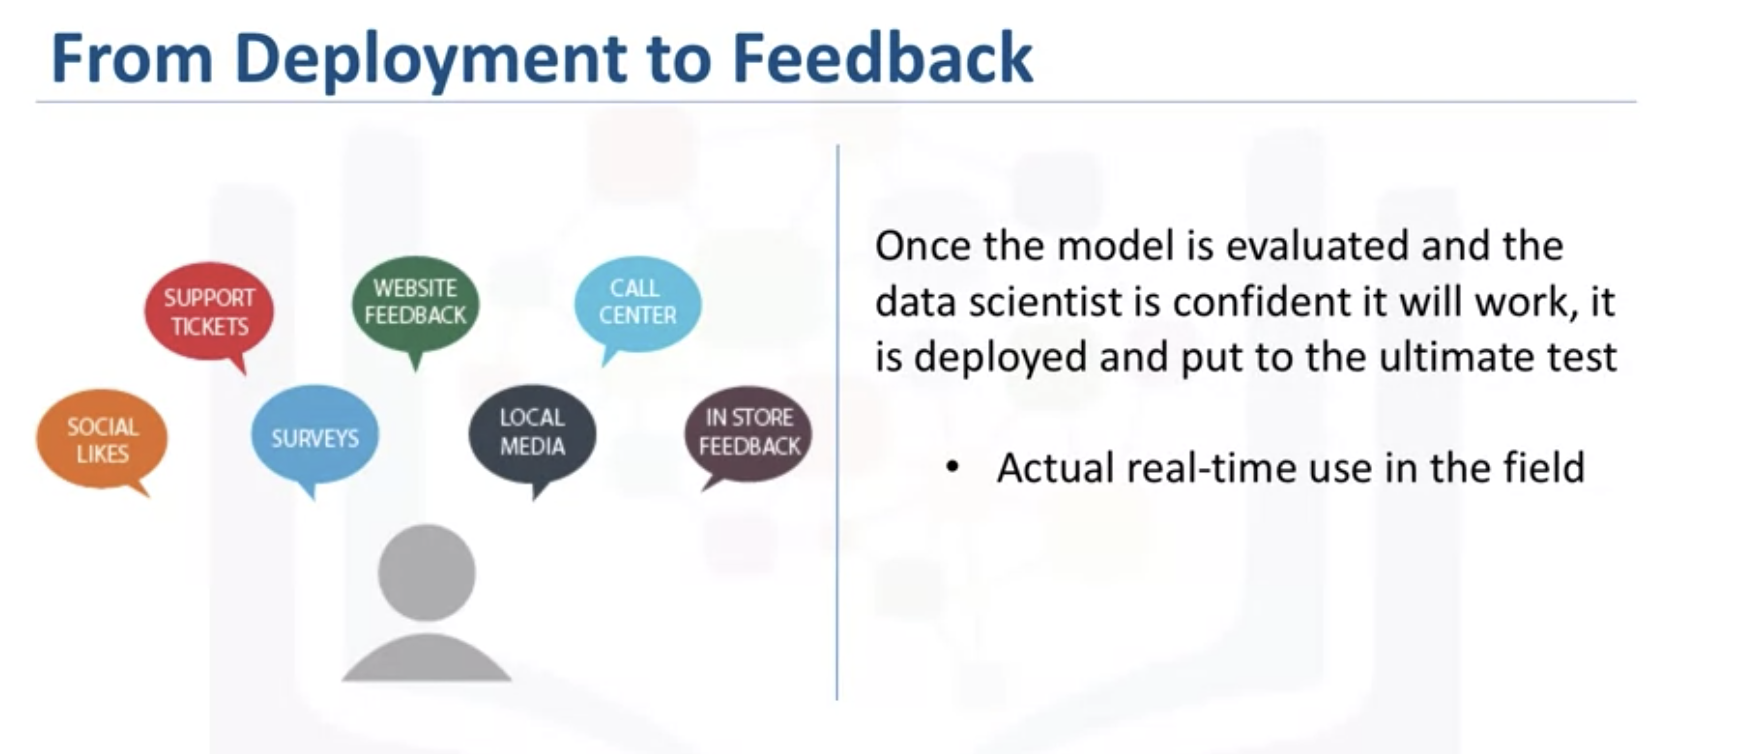 From Deployment to Feedback
SUPPORT
TICKETS
WEBSITE
FEEDBACK
CALL
CENTER
SOCIAL
LIKES
SURVEYS
LOCAL
MEDIA
IN STORE
FEEDBACK
Once the model is evaluated and the
data scientist is confident it will work, it
is deployed and put to the ultimate test
• Actual real-time use in the field